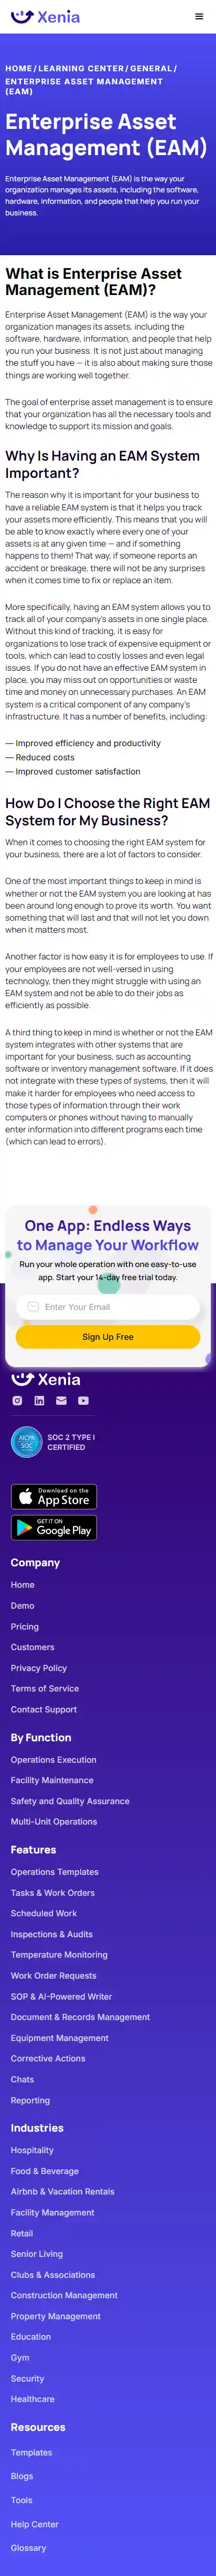 Xenia
HOME / LEARNING CENTER / GENERAL /
ENTERPRISE ASSET MANAGEMENT
(EAM)
Enterprise Asset
Management (EAM)
Enterprise Asset Management (EAM) is the way your
organization manages its assets, including the software,
hardware, information, and people that help you run your
business.
What is Enterprise Asset
Management (EAM)?
Enterprise Asset Management (EAM) is the way your
organization manages its assets, including the
software, hardware, information, and people that help
you run your business. It is not just about managing
the stuff you have — it is also about making sure those
things are working well together.
The goal of enterprise asset management is to ensure
that your organization has all the necessary tools and
knowledge to support its mission and goals.
Why Is Having an EAM System
Important?
The reason why it is important for your business to
have a reliable EAM system is that it helps you track
your assets more efficiently. This means that you will
be able to know exactly where every one of your
assets is at any given time — and if something
happens to them! That way, if someone reports an
accident or breakage, there will not be any surprises
when it comes time to fix or replace an item.
More specifically, having an EAM system allows you to
track all of your company's assets in one single place.
Without this kind of tracking, it is easy for
organizations to lose track of expensive equipment or
tools, which can lead to costly losses and even legal
issues. If you do not have an effective EAM system in
place, you may miss out on opportunities or waste
time and money on unnecessary purchases. An EAM
system is a critical component of any company's
infrastructure. It has a number of benefits, including:
— Improved efficiency and productivity
— Reduced costs
— Improved customer satisfaction
How Do I Choose the Right EAM
System for My Business?
When it comes to choosing the right EAM system for
your business, there are a lot of factors to consider.
One of the most important things to keep in mind is
whether or not the EAM system you are looking at has
been around long enough to prove its worth. You want
something that will last and that will not let you down
when it matters most.
Another factor is how easy it is for employees to use. If
your employees are not well-versed in using
technology, then they might struggle with using an
EAM system and not be able to do their jobs as
efficiently as possible.
A third thing to keep in mind is whether or not the EAM
system integrates with other systems that are
important for your business, such as accounting
software or inventory management software. If it does
not integrate with these types of systems, then it will
make it harder for employees who need access to
those types of information through their work
computers or phones without having to manually
enter information into different programs each time
(which can lead to errors).
One App: Endless Ways
to Manage Your Workflow
Run your whole operation with one easy-to-use
app. Start your 14-day free trial today.
Enter Your Email
Sign Up Free
Xenia
AICPA
SOC
SOC 2 TYPE I
CERTIFIED
Download on the
App Store
GET IT ON
Google Play
Company
Home
Demo
Pricing
Customers
Privacy Policy
Terms of Service
Contact Support
By Function
Operations Execution
Facility Maintenance
Safety and Quality Assurance
Multi-Unit Operations
Features
Operations Templates
Tasks & Work Orders
Scheduled Work
Inspections & Audits
Temperature Monitoring
Work Order Requests
SOP & AI-Powered Writer
Document & Records Management
Equipment Management
Corrective Actions
Chats
Reporting
Industries
Hospitality
Food & Beverage
Airbnb & Vacation Rentals
Facility Management
Retail
Senior Living
Clubs & Associations
Construction Management
Property Management
Education
Gym
Security
Healthcare
Resources
Templates
Blogs
Tools
Help Center
Glossary